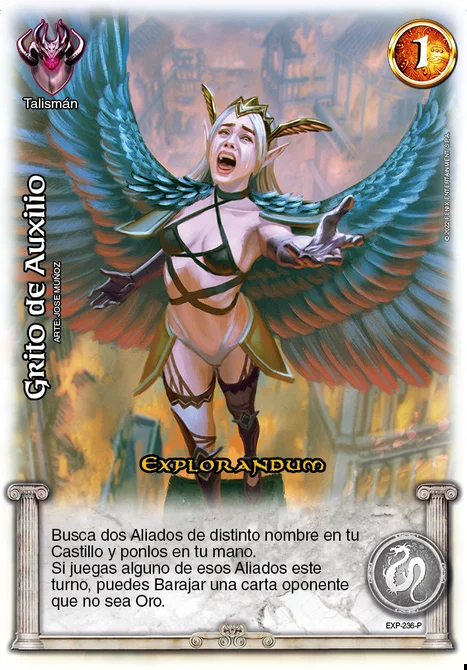 Talismán
1
© 2022 FENIX ENTERTAINMENT S.P.A.
Grito de Auxilio
ARTE: JOSE MUÑOZ
EXPLORANDUM
Busca dos Aliados de distinto nombre en tu
Castillo y ponlos en tu mano.
Si juegas alguno de esos Aliados este
turno, puedes Barajar una carta oponente
que no sea Oro.
EXP-236-P